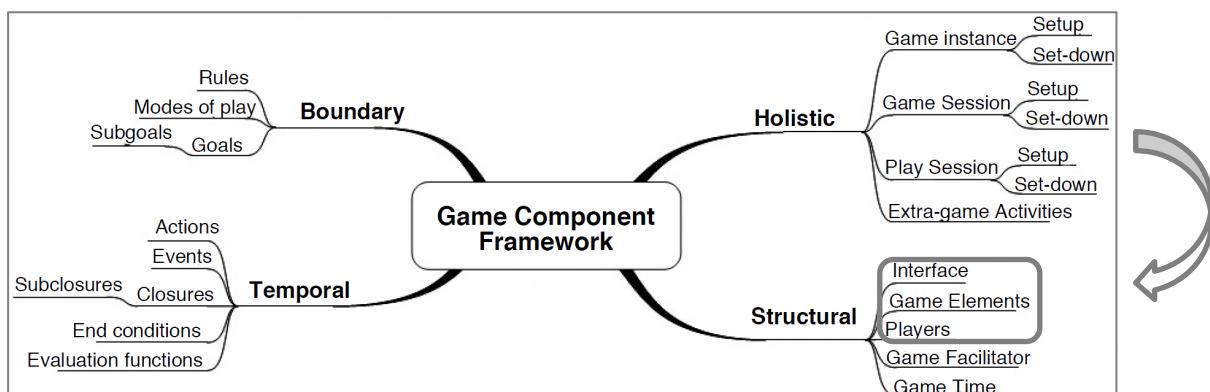 Game Component
Framework
Boundary
Rules
Modes of play
Goals
Subgoals
Temporal
Actions
Events
Closures
Subclosures
End conditions
Evaluation functions
Holistic
Game instance
Setup
Set-down
Game Session
Setup
Set-down
Play Session
Setup
Set-down
Extra-game Activities
Structural
Interface
Game Elements
Players
Game Facilitator
Game Time